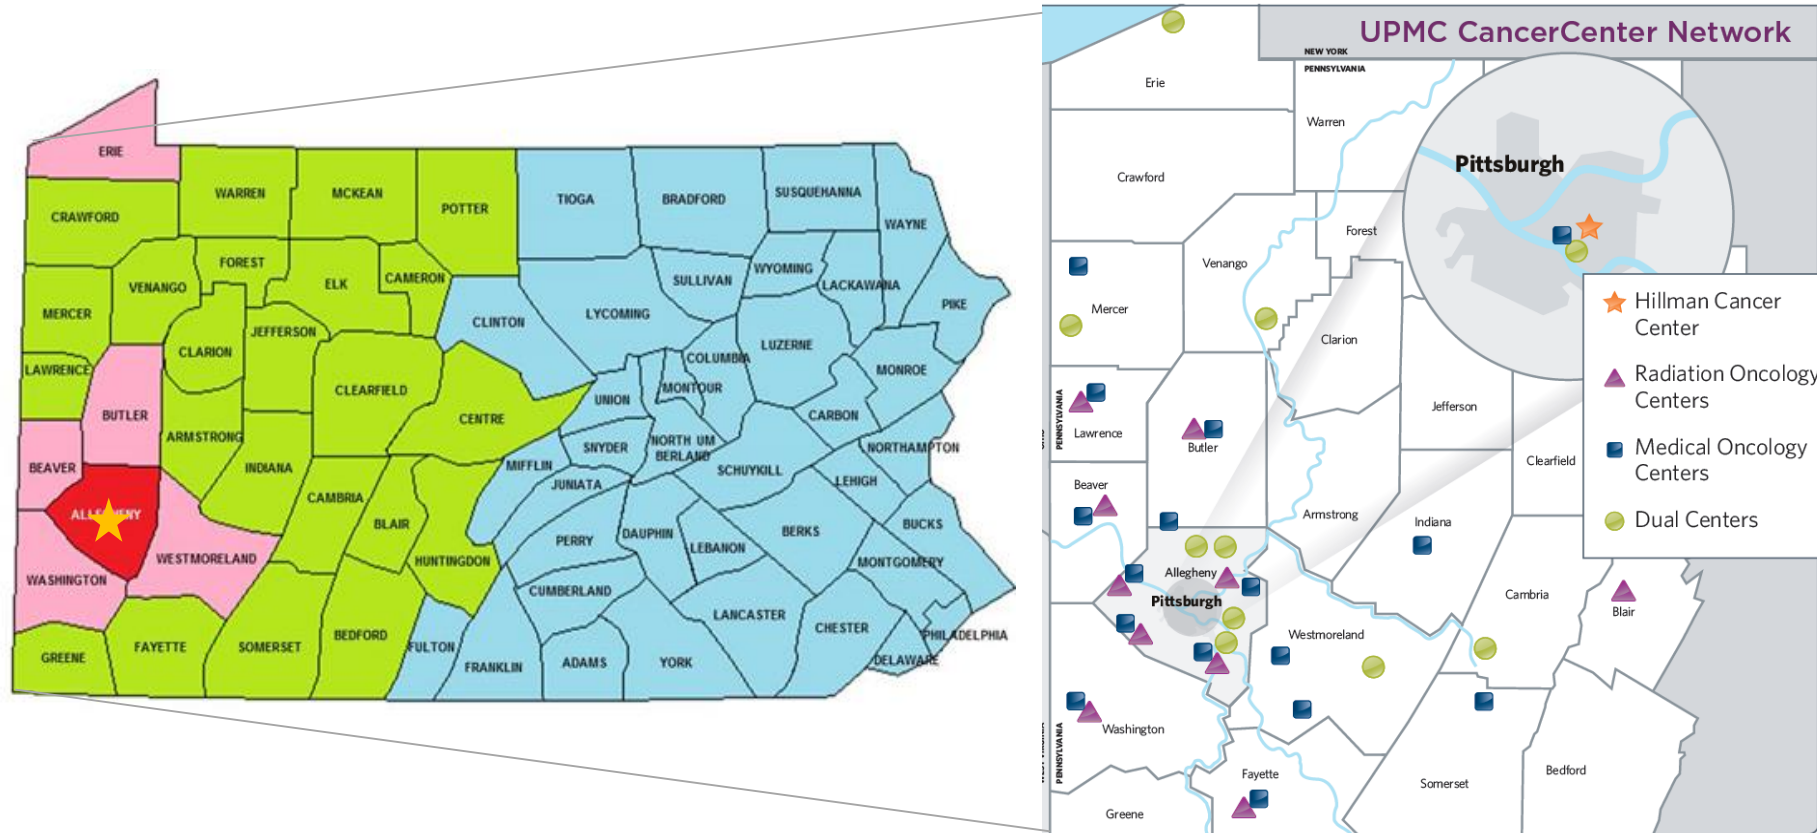 ERIE
WARREN
MCKEAN
POTTER
TIOGA
BRADFORD
SUSQUEHANNA
WAYNE
CRAWFORD
FOREST
ELK
CAMERON
VENANGO
SULLIVAN
WYOMING
LACKAWANA
PIKE
MERCER
JEFFERSON
CLINTON
LYCOMING
CLARION
COLUMBIA
LUZERNE
MONROE
LAWRENCE
CLEARFIELD
CENTRE
UNION
MONTOUR
CARBON
BUTLER
ARMSTRONG
SNYDER
NORTH UM
BERLAND
NORTHAMPTON
BEAVER
INDIANA
MIFFLIN
JUNIATA
SCHUYKILL
LEHIGH
CAMBRIA
BLAIR
BUCKS
PERRY
DAUPHIN
LEBANON
BERKS
WESTMORELAND
HUNTINGDON
MONTGOMERY
WASHINGTON
CUMBERLAND
LANCASTER
CHESTER
PHILADELPHIA
GREENE
FAYETTE
SOMERSET
BEDFORD
FULTON
FRANKLIN
ADAMS
YORK
DELAWARE
UPMC CancerCenter Network
NEW YORK
PENNSYLVANIA
Erie
Warren
Crawford
Pittsburgh
Forest
Venango
Mercer
Clarion
Hillman Cancer
Center
Radiation Oncology
Centers
Medical Oncology
Centers
Dual Centers
PENNSYLVANIA
Lawrence
Butler
Jefferson
Clearfield
Beaver
Armstrong
Indiana
Allegheny
Pittsburgh
Cambria
Blair
Westmoreland
PENNSYLVANIA
Washington
Fayette
Somerset
Bedford
Greene